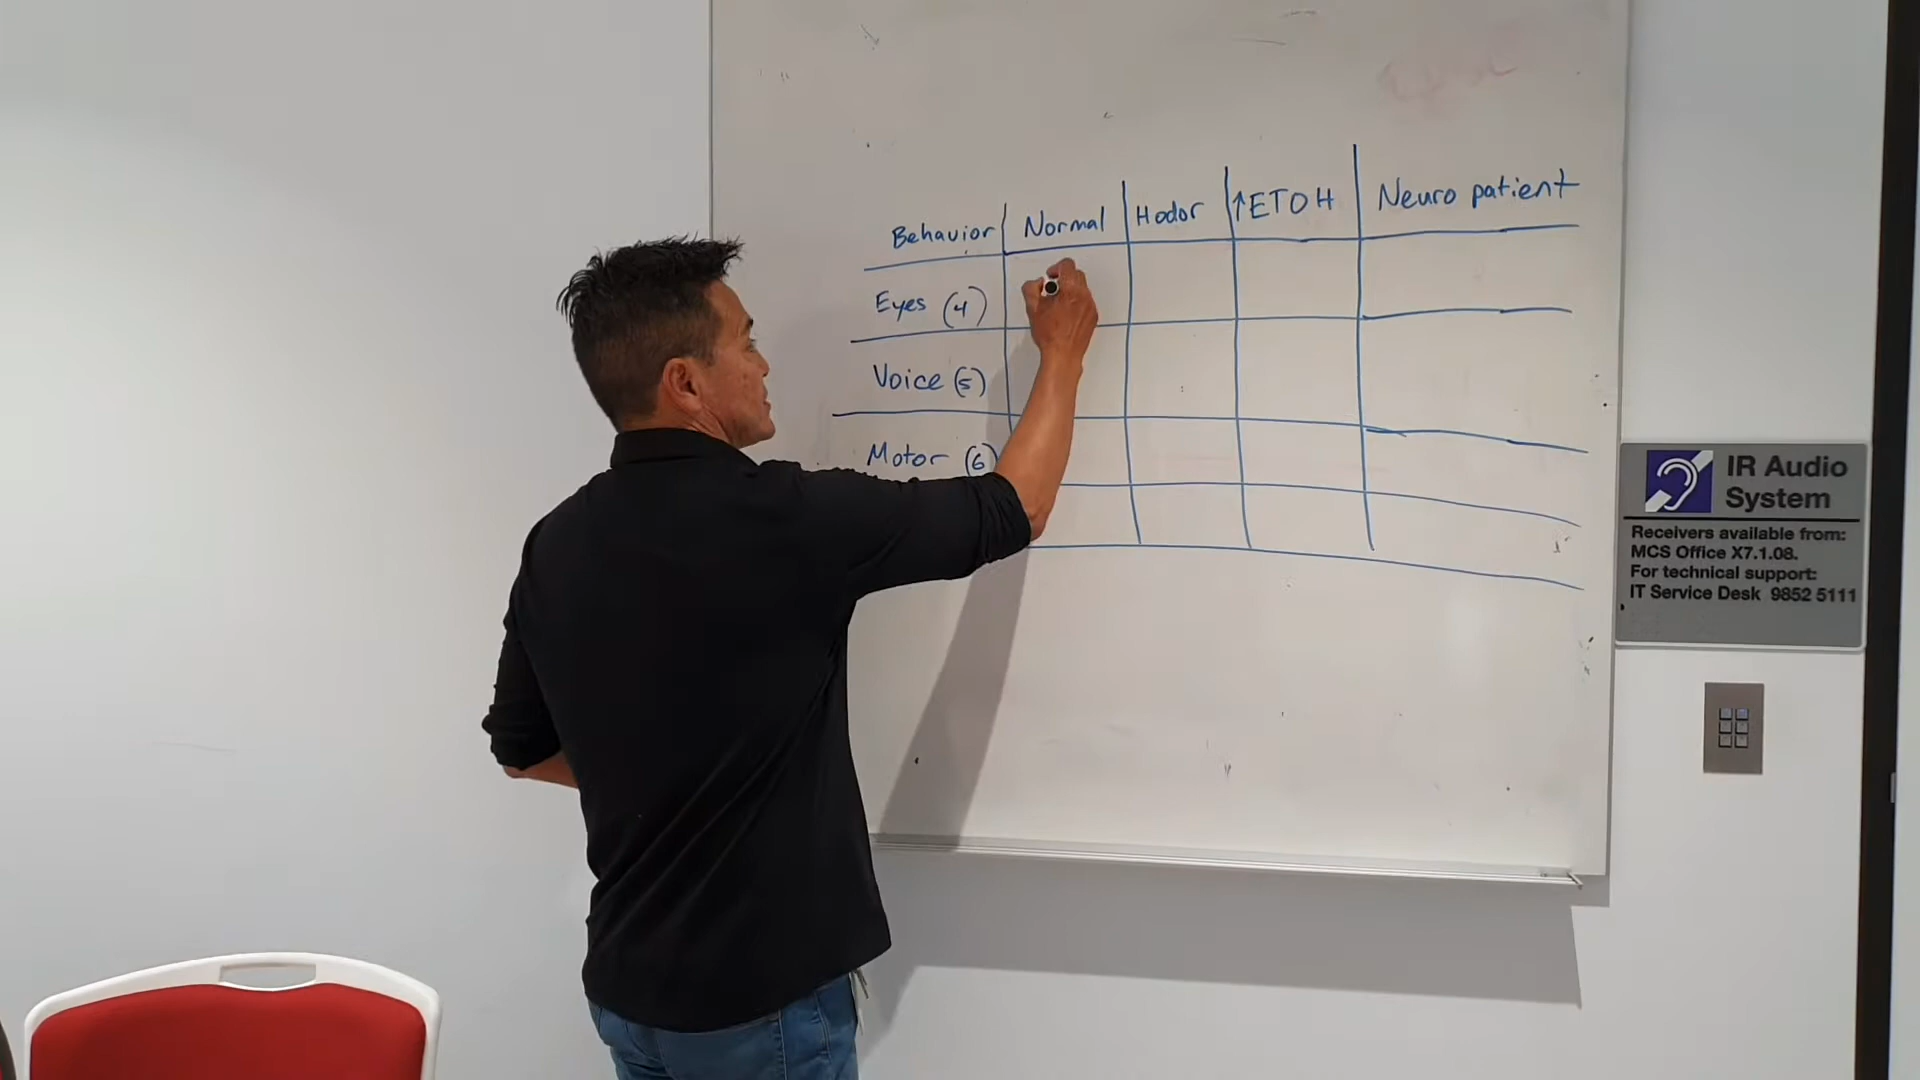 Behavior Normal Hodor ↑ETOH Neuro patient
Eyes (4)
Voice (5)
Motor (6)
IR Audio
System
Receivers available from:
MCS Office X7.1.08.
For technical support:
IT Service Desk 9852 5111